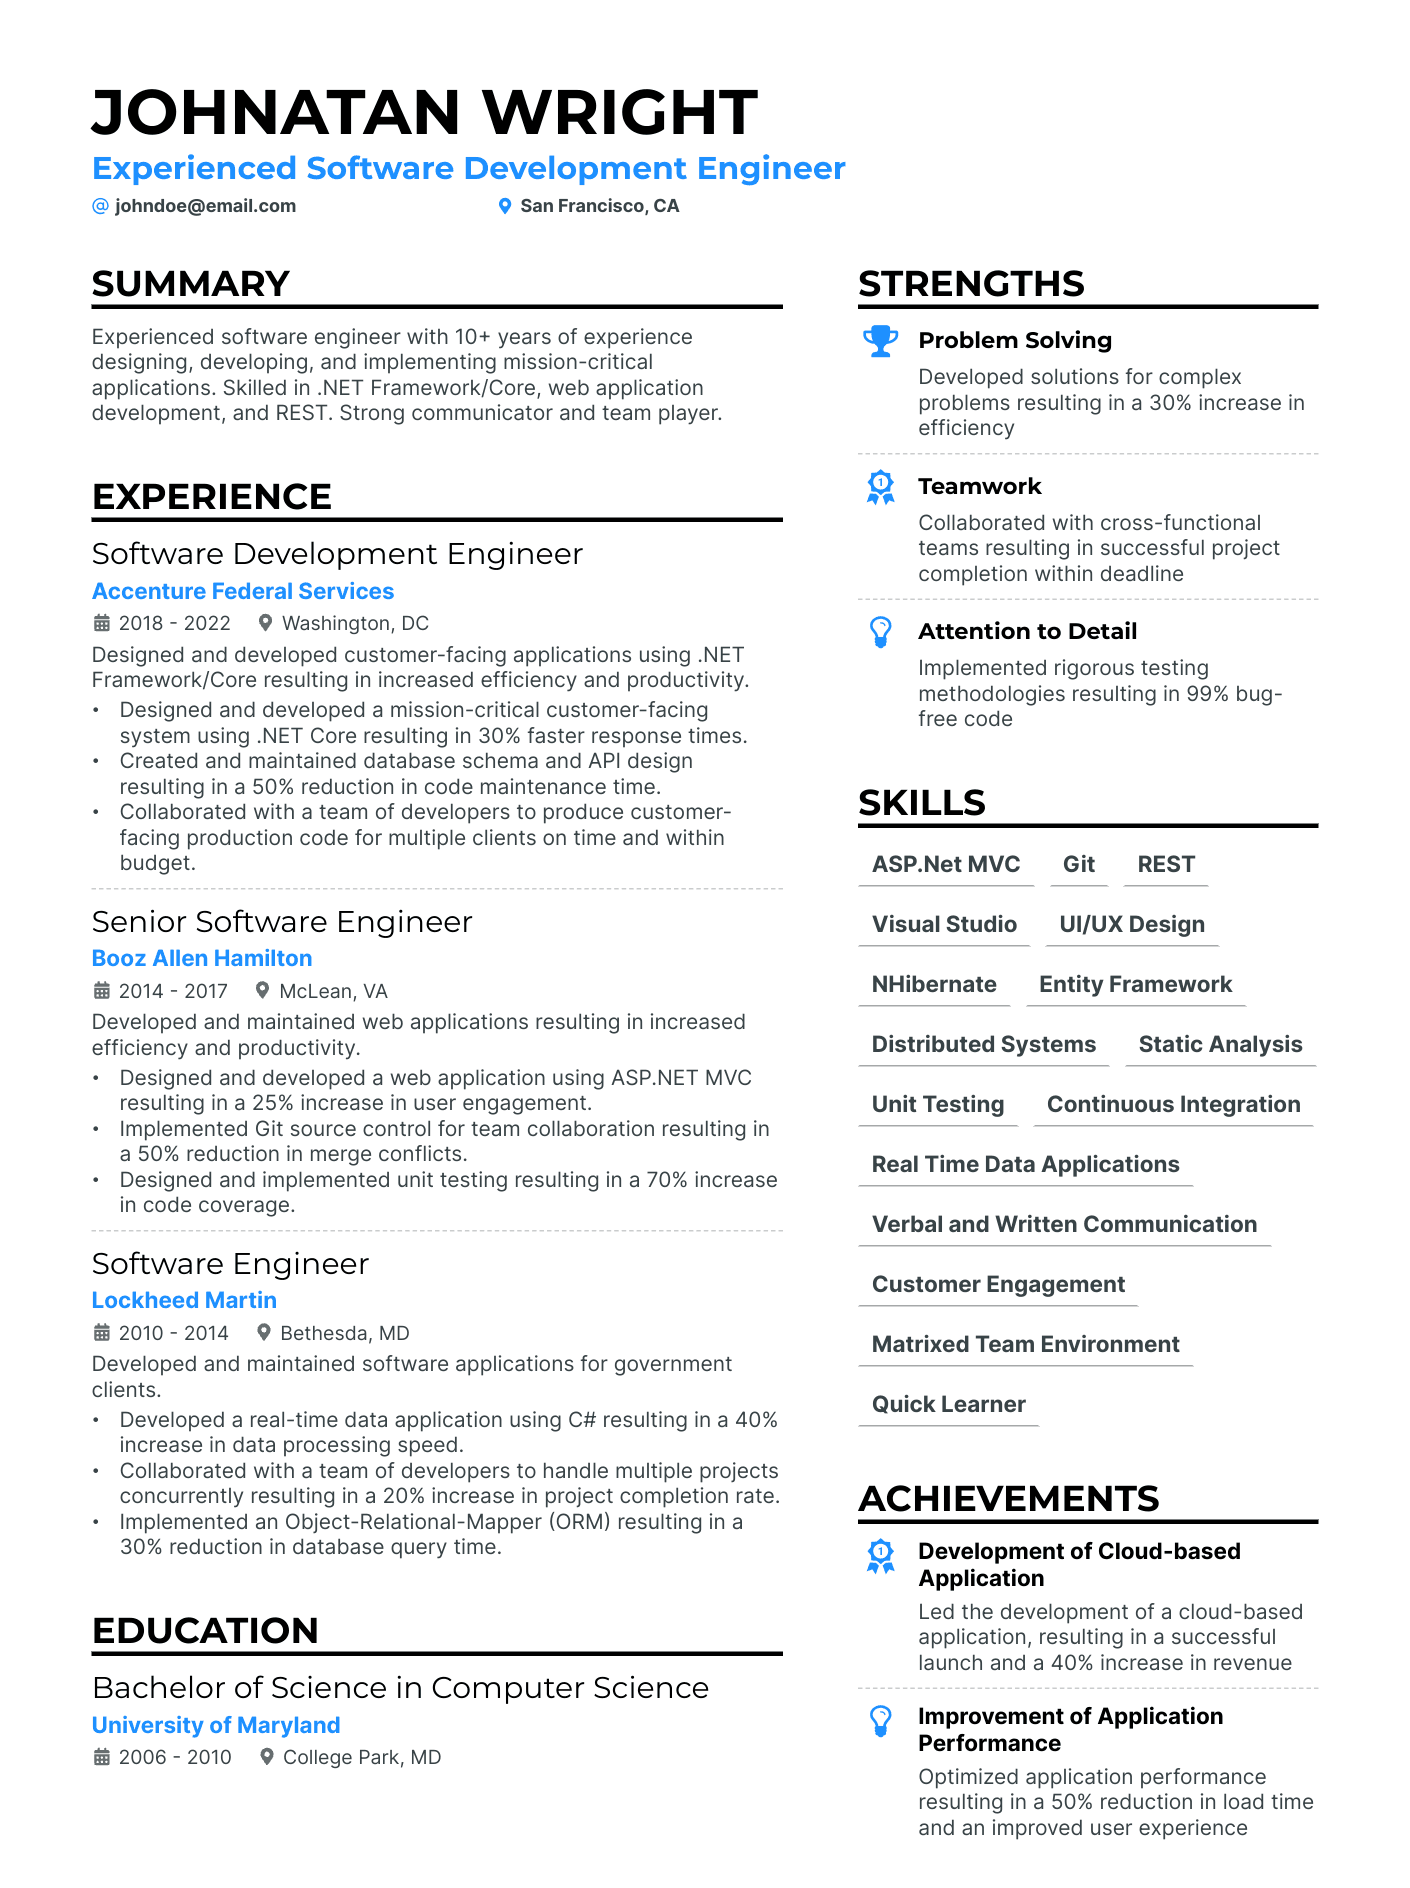 JOHNATAN WRIGHT
Experienced Software Development Engineer
@ johndoe@email.com
San Francisco, CA
SUMMARY
Experienced software engineer with 10+ years of experience
designing, developing, and implementing mission-critical
applications. Skilled in .NET Framework/Core, web application
development, and REST. Strong communicator and team player.
EXPERIENCE
Software Development Engineer
Accenture Federal Services
2018 - 2022 Washington, DC
Designed and developed customer-facing applications using .NET
Framework/Core resulting in increased efficiency and productivity.
• Designed and developed a mission-critical customer-facing
system using .NET Core resulting in 30% faster response times.
• Created and maintained database schema and API design
resulting in a 50% reduction in code maintenance time.
• Collaborated with a team of developers to produce customer-
facing production code for multiple clients on time and within
budget.
Senior Software Engineer
Booz Allen Hamilton
2014 - 2017 McLean, VA
Developed and maintained web applications resulting in increased
efficiency and productivity.
• Designed and developed a web application using ASP.NET MVC
resulting in a 25% increase in user engagement.
• Implemented Git source control for team collaboration resulting in
a 50% reduction in merge conflicts.
• Designed and implemented unit testing resulting in a 70% increase
in code coverage.
Software Engineer
Lockheed Martin
2010 - 2014 Bethesda, MD
Developed and maintained software applications for government
clients.
• Developed a real-time data application using C# resulting in a 40%
increase in data processing speed.
• Collaborated with a team of developers to handle multiple projects
concurrently resulting in a 20% increase in project completion rate.
• Implemented an Object-Relational-Mapper (ORM) resulting in a
30% reduction in database query time.
EDUCATION
Bachelor of Science in Computer Science
University of Maryland
2006 - 2010 College Park, MD
STRENGTHS
Problem Solving
Developed solutions for complex
problems resulting in a 30% increase in
efficiency
1
Teamwork
Collaborated with cross-functional
teams resulting in successful project
completion within deadline
Attention to Detail
Implemented rigorous testing
methodologies resulting in 99% bug-
free code
SKILLS
ASP.Net MVC Git REST
Visual Studio UI/UX Design
NHibernate Entity Framework
Distributed Systems Static Analysis
Unit Testing Continuous Integration
Real Time Data Applications
Verbal and Written Communication
Customer Engagement
Matrixed Team Environment
Quick Learner
ACHIEVEMENTS
1
Development of Cloud-based
Application
Led the development of a cloud-based
application, resulting in a successful
launch and a 40% increase in revenue
Improvement of Application
Performance
Optimized application performance
resulting in a 50% reduction in load time
and an improved user experience